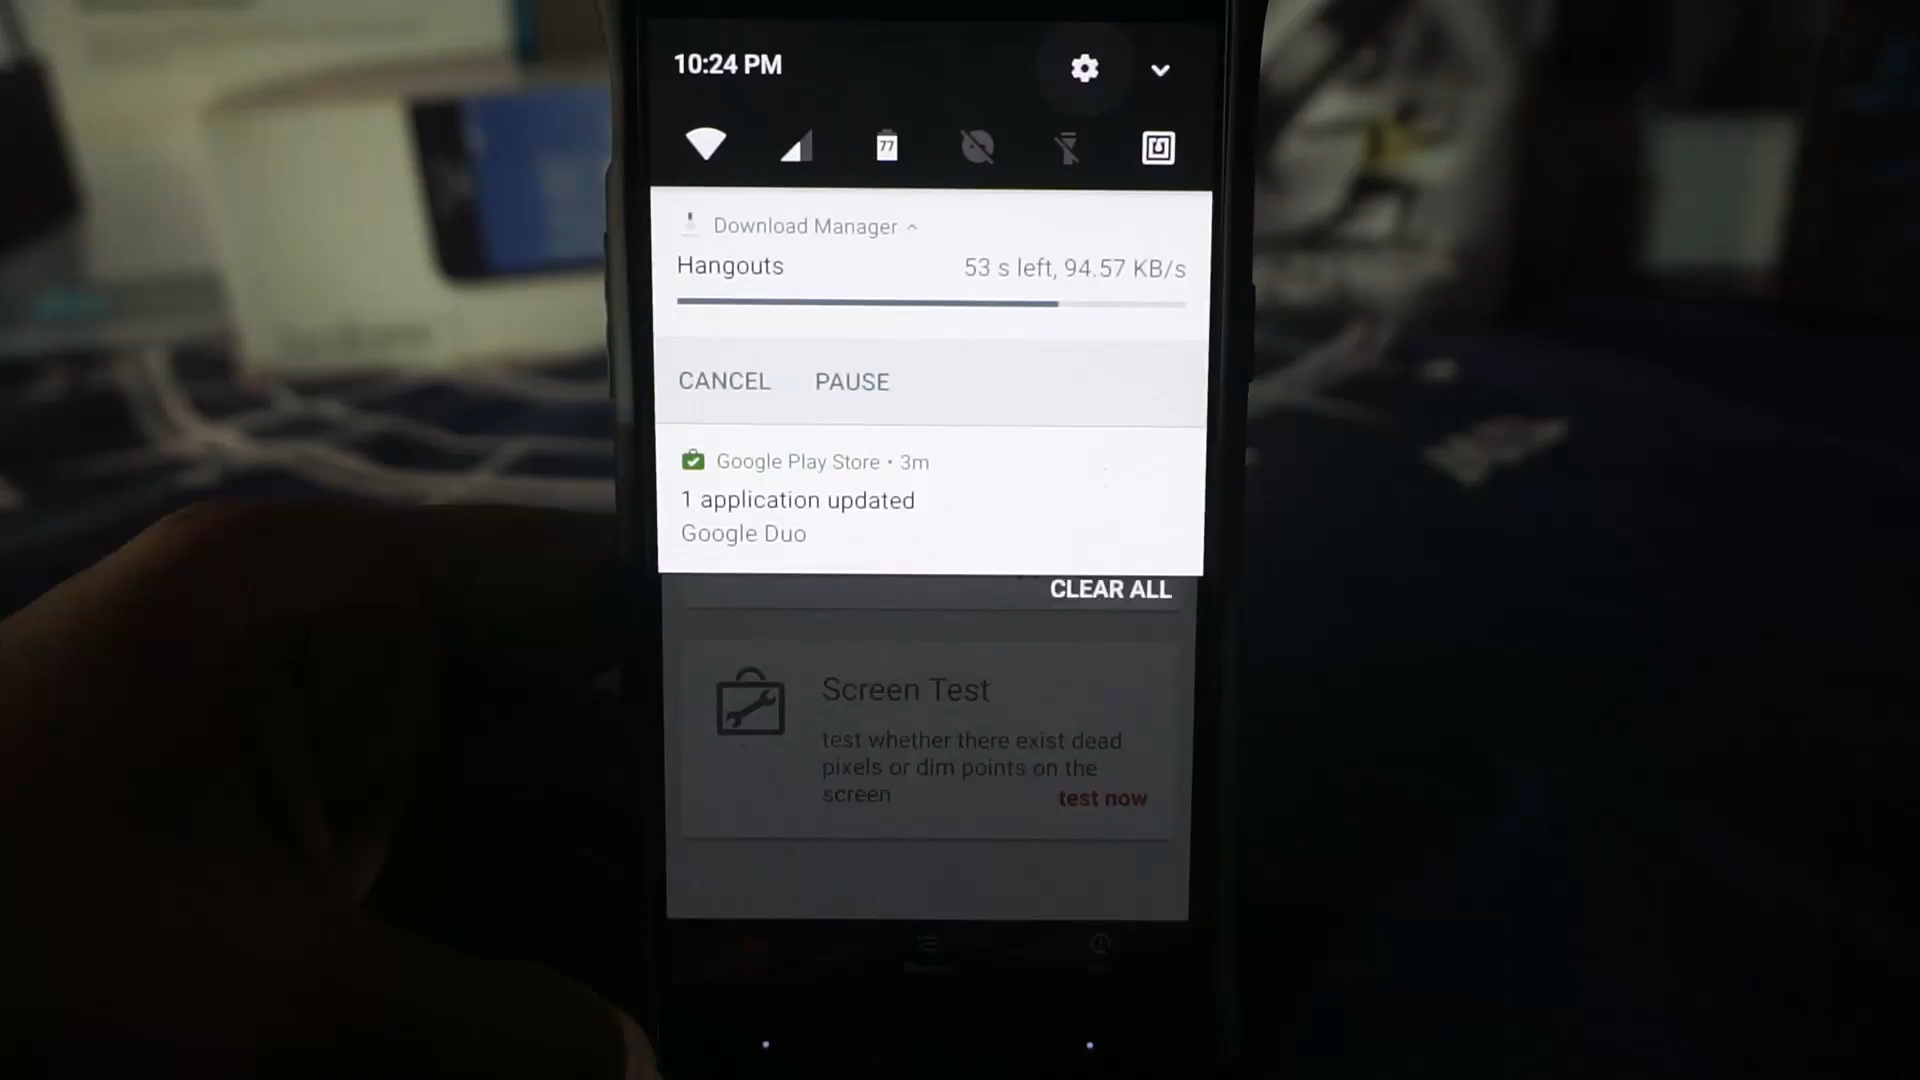 10:24 PM
77
Download Manager
Hangouts
53 s left, 94.57 KB/s
CANCEL
PAUSE
Google Play Store • 3m
1 application updated
Google Duo
CLEAR ALL
Screen Test
test whether there exist dead
pixels or dim points on the
screen
test now